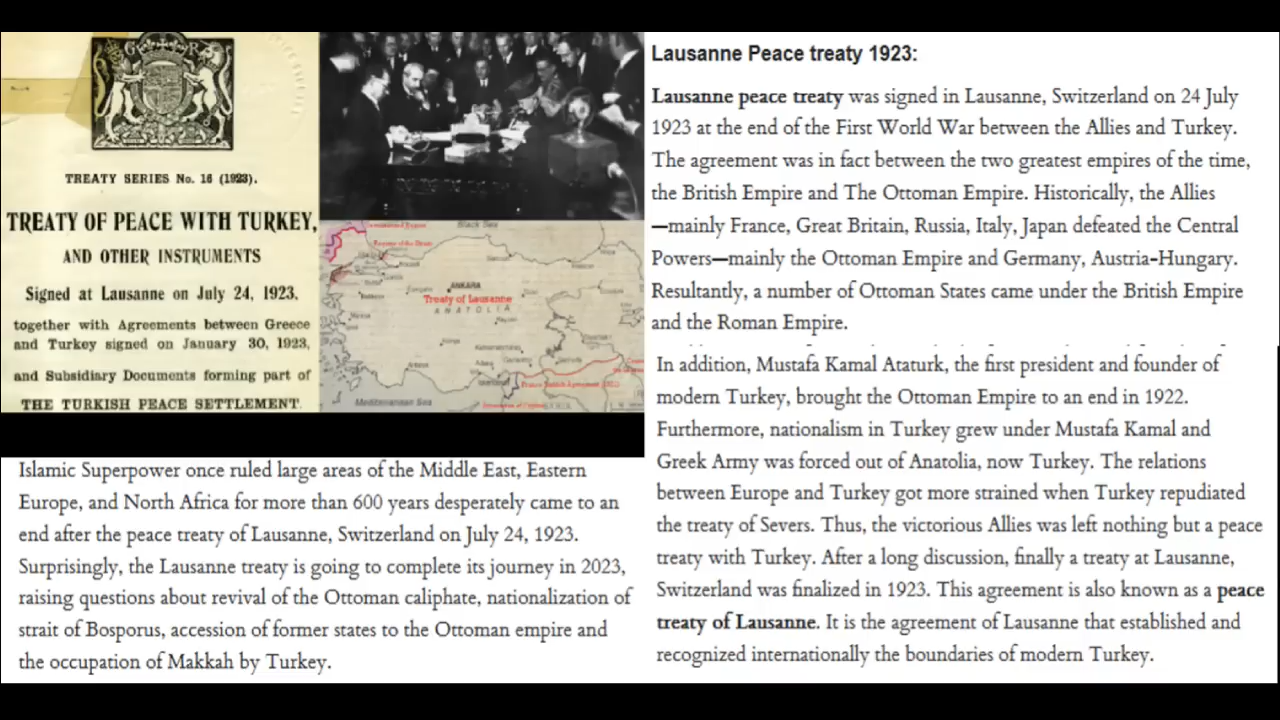 G R
TREATY SERIES No. 16 (1923).
TREATY OF PEACE WITH TURKEY,
AND OTHER INSTRUMENTS
Signed at Lausanne on July 24, 1923,
together with Agreements between Greece
and Turkey signed on January 30, 1923,
and Subsidiary Documents forming part of
THE TURKISH PEACE SETTLEMENT.
Black Sea
ANKARA
Treaty of Lausanne
ANATOLIA
Mediterranean Sea
Islamic Superpower once ruled large areas of the Middle East, Eastern
Europe, and North Africa for more than 600 years desperately came to an
end after the peace treaty of Lausanne, Switzerland on July 24, 1923.
Surprisingly, the Lausanne treaty is going to complete its journey in 2023,
raising questions about revival of the Ottoman caliphate, nationalization of
strait of Bosporus, accession of former states to the Ottoman empire and
the occupation of Makkah by Turkey.
Lausanne Peace treaty 1923:
Lausanne peace treaty was signed in Lausanne, Switzerland on 24 July
1923 at the end of the First World War between the Allies and Turkey.
The agreement was in fact between the two greatest empires of the time,
the British Empire and The Ottoman Empire. Historically, the Allies
—mainly France, Great Britain, Russia, Italy, Japan defeated the Central
Powers—mainly the Ottoman Empire and Germany, Austria-Hungary.
Resultantly, a number of Ottoman States came under the British Empire
and the Roman Empire.
In addition, Mustafa Kamal Ataturk, the first president and founder of
modern Turkey, brought the Ottoman Empire to an end in 1922.
Furthermore, nationalism in Turkey grew under Mustafa Kamal and
Greek Army was forced out of Anatolia, now Turkey. The relations
between Europe and Turkey got more strained when Turkey repudiated
the treaty of Severs. Thus, the victorious Allies was left nothing but a peace
treaty with Turkey. After a long discussion, finally a treaty at Lausanne,
Switzerland was finalized in 1923. This agreement is also known as a peace
treaty of Lausanne. It is the agreement of Lausanne that established and
recognized internationally the boundaries of modern Turkey.